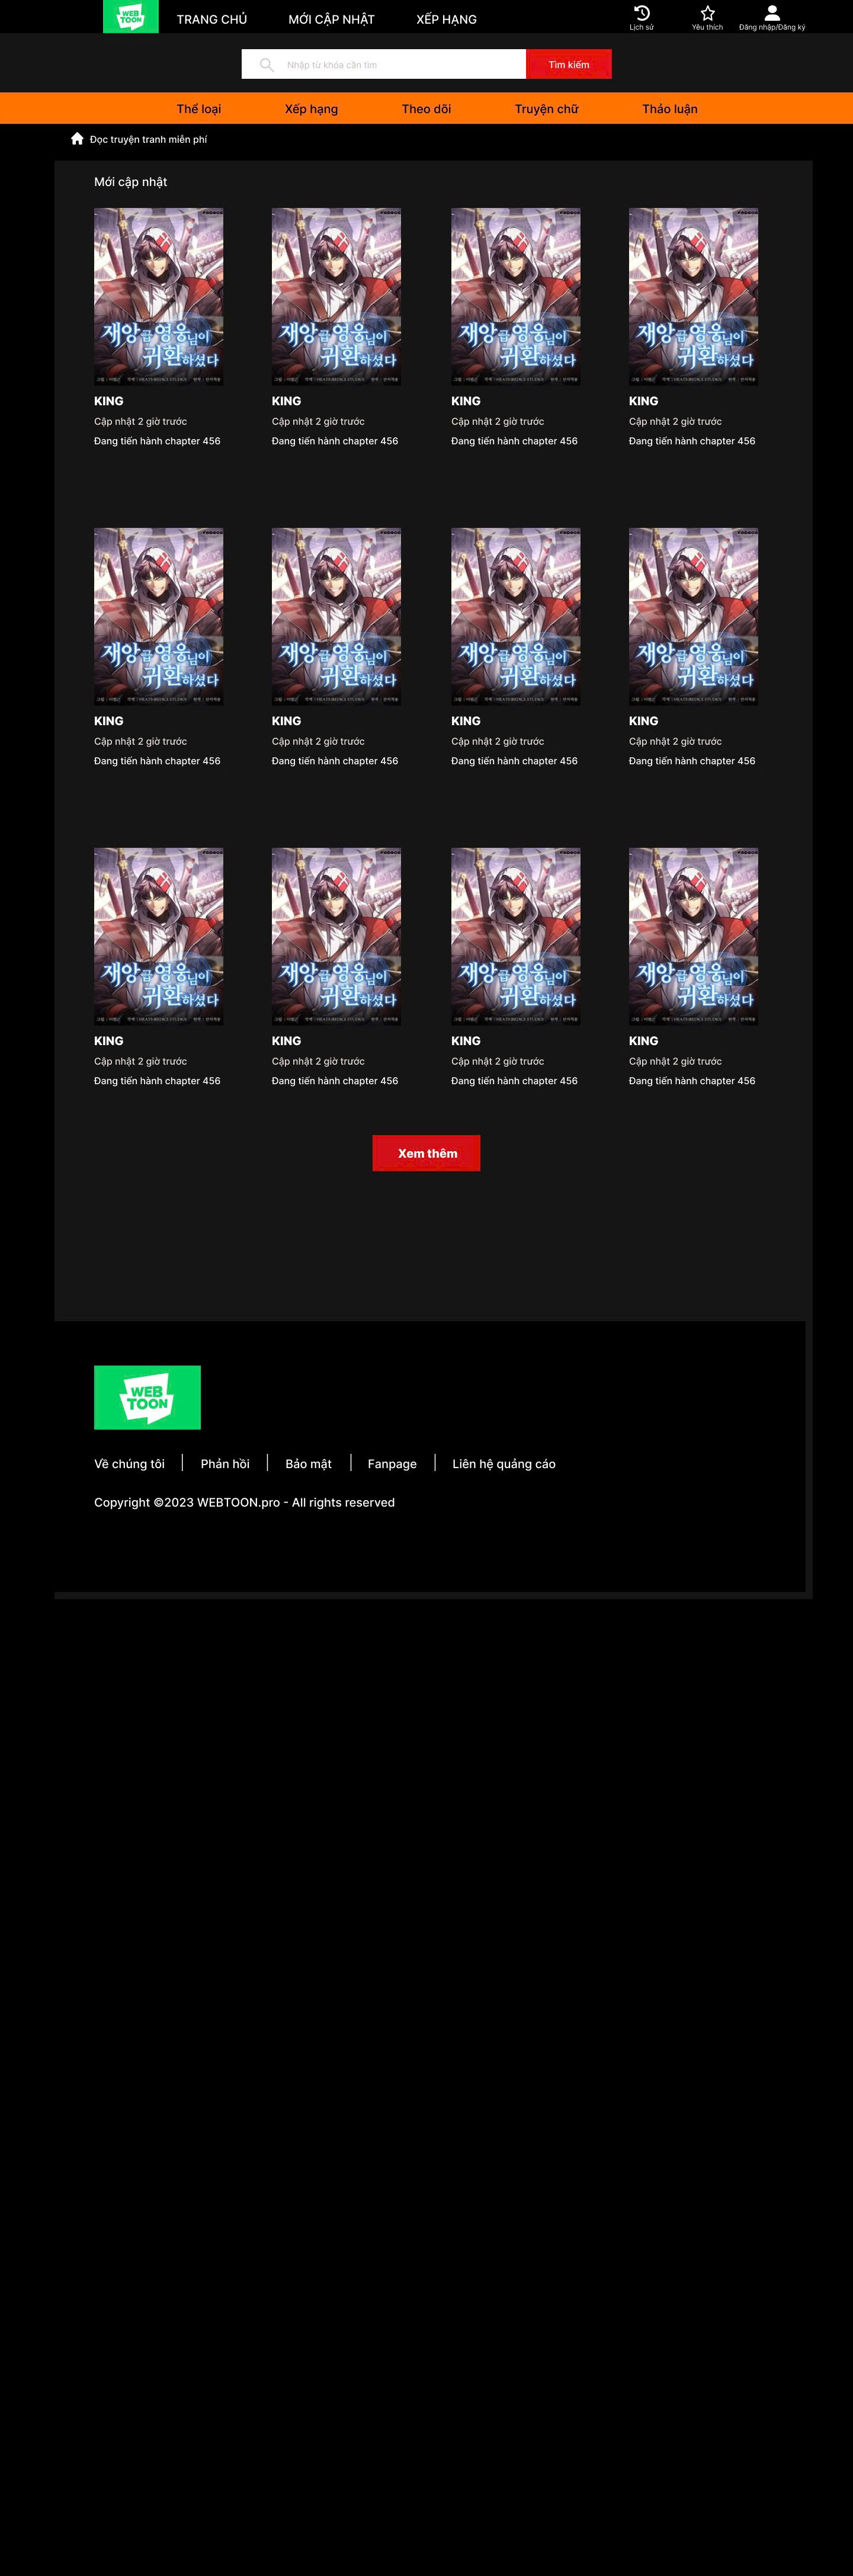 WEB
TOON
TRANG CHỦ MỚI CẬP NHẬT XẾP HẠNG
Lịch sử Yêu thích Đăng nhập/Đăng ký
Nhập từ khóa cần tìm Tìm kiếm
Thể loại Xếp hạng Theo dõi Truyện chữ Thảo luận
Đọc truyện tranh miễn phí
Mới cập nhật
재앙급 영웅님이 재앙급 영웅님이 재앙급 영웅님이 재앙급 영웅님이
귀환하셨다 귀환하셨다 귀환하셨다 귀환하셨다
KING KING KING KING
Cập nhật 2 giờ trước Cập nhật 2 giờ trước Cập nhật 2 giờ trước Cập nhật 2 giờ trước
Đang tiến hành chapter 456 Đang tiến hành chapter 456 Đang tiến hành chapter 456 Đang tiến hành chapter 456
재앙급 영웅님이 재앙급 영웅님이 재앙급 영웅님이 재앙급 영웅님이
귀환하셨다 귀환하셨다 귀환하셨다 귀환하셨다
KING KING KING KING
Cập nhật 2 giờ trước Cập nhật 2 giờ trước Cập nhật 2 giờ trước Cập nhật 2 giờ trước
Đang tiến hành chapter 456 Đang tiến hành chapter 456 Đang tiến hành chapter 456 Đang tiến hành chapter 456
재앙급 영웅님이 재앙급 영웅님이 재앙급 영웅님이 재앙급 영웅님이
귀환하셨다 귀환하셨다 귀환하셨다 귀환하셨다
KING KING KING KING
Cập nhật 2 giờ trước Cập nhật 2 giờ trước Cập nhật 2 giờ trước Cập nhật 2 giờ trước
Đang tiến hành chapter 456 Đang tiến hành chapter 456 Đang tiến hành chapter 456 Đang tiến hành chapter 456
Xem thêm
WEB
TOON
Về chúng tôi Phản hồi Bảo mật Fanpage Liên hệ quảng cáo
Copyright ©2023 WEBTOON.pro - All rights reserved